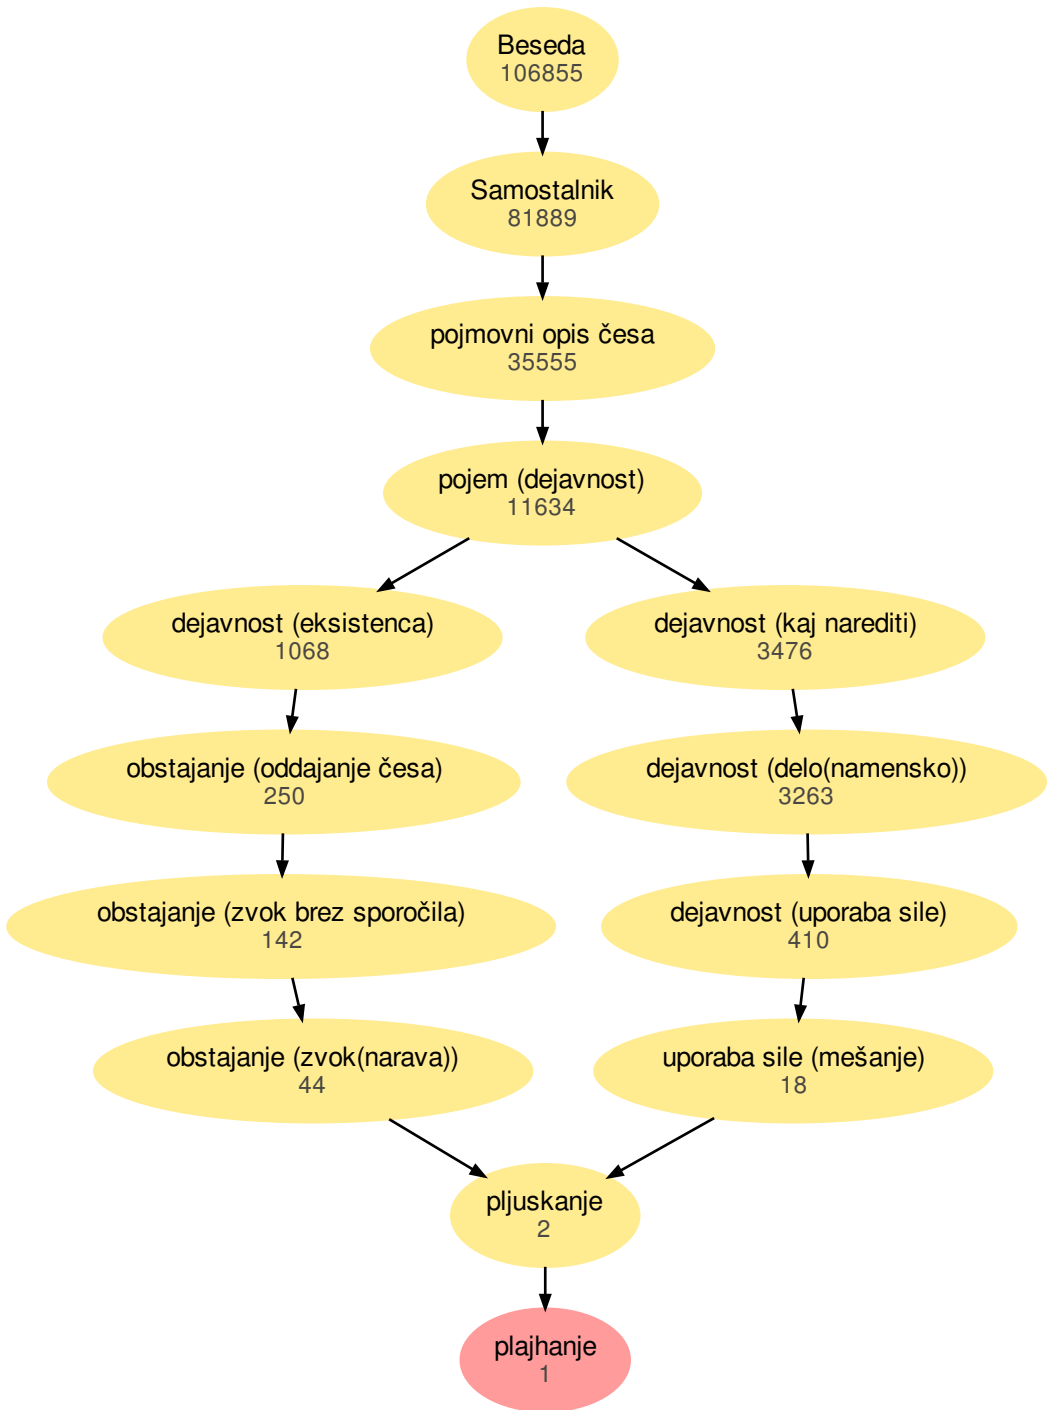 Beseda
106855
Samostalnik
81889
pojmovni opis česa
35555
pojem (dejavnost)
11634
dejavnost (eksistenca)
1068
dejavnost (kaj narediti)
3476
obstajanje (oddajanje česa)
250
dejavnost (delo(namensko))
3263
obstajanje (zvok brez sporočila)
142
dejavnost (uporaba sile)
410
obstajanje (zvok(narava))
44
uporaba sile (mešanje)
18
pljuskanje
2
plajhanje
1